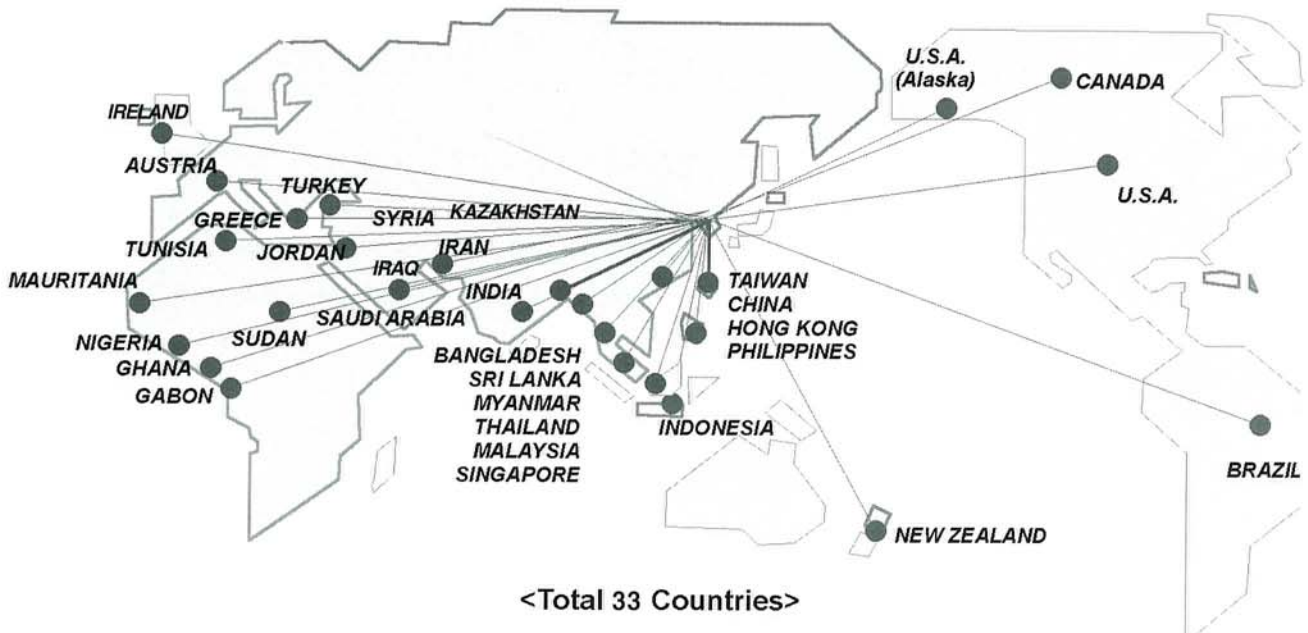 U.S.A.
(Alaska)
CANADA
IRELAND
AUSTRIA
TURKEY
U.S.A.
GREECE
SYRIA
KAZAKHSTAN
TUNISIA
JORDAN
IRAN
MAURITANIA
IRAQ
INDIA
TAIWAN
CHINA
HONG KONG
PHILIPPINES
SAUDI ARABIA
SUDAN
NIGERIA
GHANA
GABON
BANGLADESH
SRI LANKA
MYANMAR
THAILAND
MALAYSIA
SINGAPORE
INDONESIA
BRAZIL
NEW ZEALAND
<Total 33 Countries>